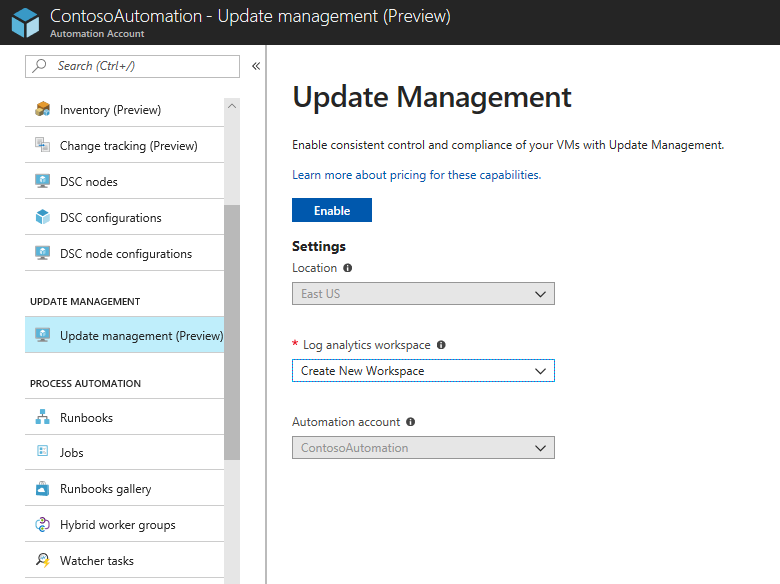 ContosoAutomation - Update management (Preview)
Automation Account
Search (Ctrl+/)
«
Inventory (Preview)
Change tracking (Preview)
DSC nodes
DSC configurations
DSC node configurations
UPDATE MANAGEMENT
Update management (Preview)
PROCESS AUTOMATION
Runbooks
Jobs
Runbooks gallery
Hybrid worker groups
Watcher tasks
Update Management
Enable consistent control and compliance of your VMs with Update Management.
Learn more about pricing for these capabilities.
Enable
Settings
Location
East US
* Log analytics workspace
Create New Workspace
Automation account
ContosoAutomation